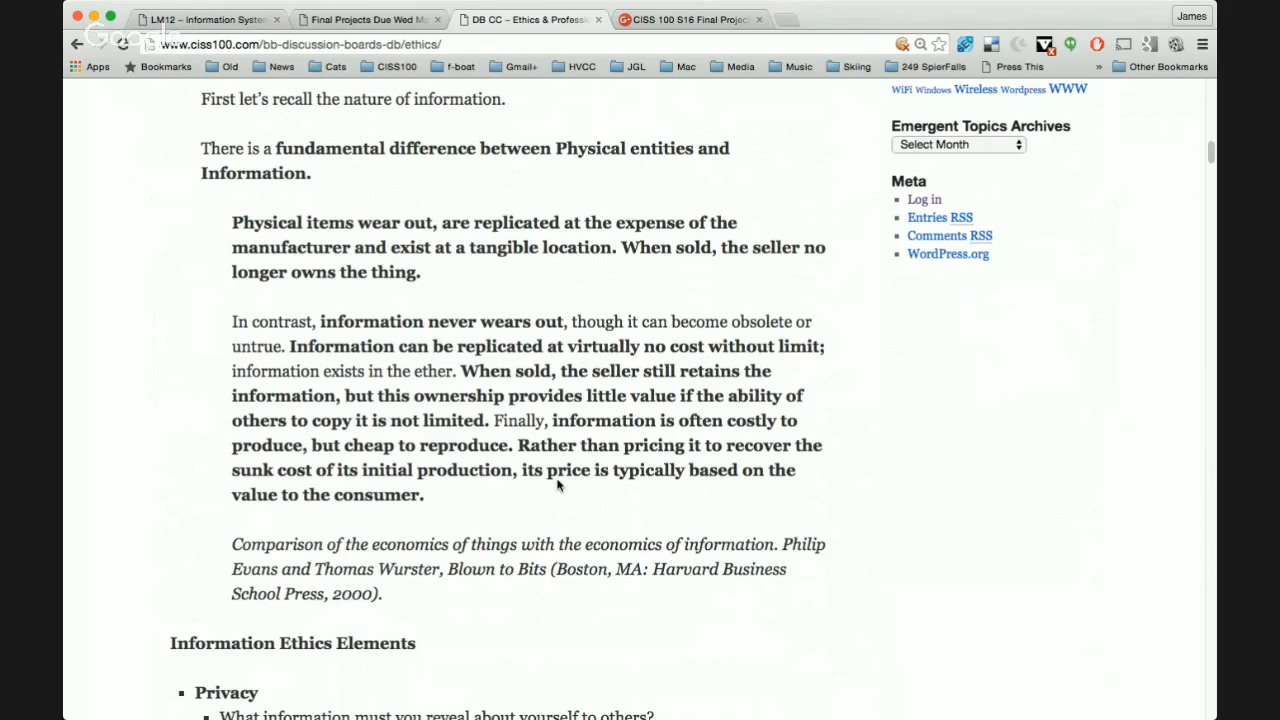 LM12 – Information Syste
Final Projects Due Wed M
DB CC – Ethics & Profess
CISS 100 S16 Final Projec
James
Google
www.ciss100.com/bb-discussion-boards-db/ethics/
Apps Bookmarks Old News Cats CISS100 f-boat Gmail+ HVCC JGL Mac Media Music Skiing 249 SpierFalls Press This » Other Bookmarks
First let's recall the nature of information.
There is a fundamental difference between Physical entities and
Information.
Physical items wear out, are replicated at the expense of the
manufacturer and exist at a tangible location. When sold, the seller no
longer owns the thing.
In contrast, information never wears out, though it can become obsolete or
untrue. Information can be replicated at virtually no cost without limit;
information exists in the ether. When sold, the seller still retains the
information, but this ownership provides little value if the ability of
others to copy it is not limited. Finally, information is often costly to
produce, but cheap to reproduce. Rather than pricing it to recover the
sunk cost of its initial production, its price is typically based on the
value to the consumer.
Comparison of the economics of things with the economics of information. Philip
Evans and Thomas Wurster, Blown to Bits (Boston, MA: Harvard Business
School Press, 2000).
Information Ethics Elements
Privacy
What information must you reveal about yourself to others?
WiFi Windows Wireless Wordpress WWW
Emergent Topics Archives
Select Month
Meta
Log in
Entries RSS
Comments RSS
WordPress.org